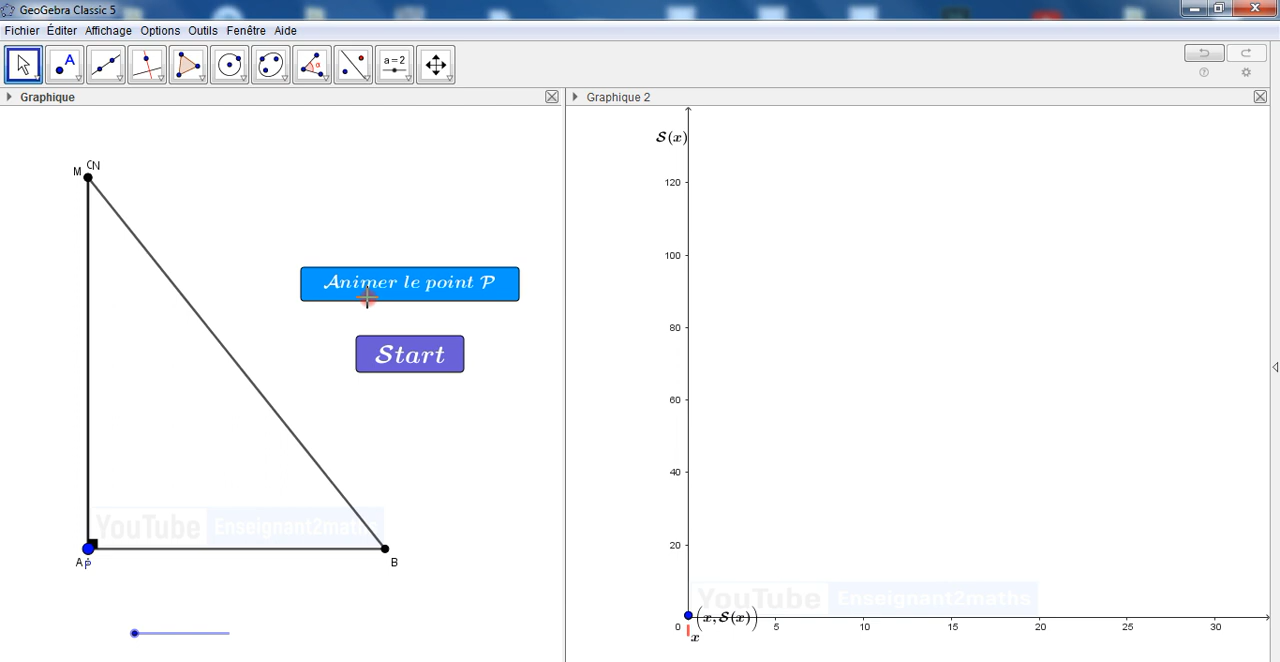 GeoGebra Classic 5
Fichier Éditer Affichage Options Outils Fenêtre Aide
A
α
a = 2
Graphique
Graphique 2
M C N
Animer le point P
Start
YouTube Enseignant2maths
A P B
S(x)
120
100
80
60
40
20
YouTube Enseignant2maths
(x, S(x))
0 5 10 15 20 25 30
x